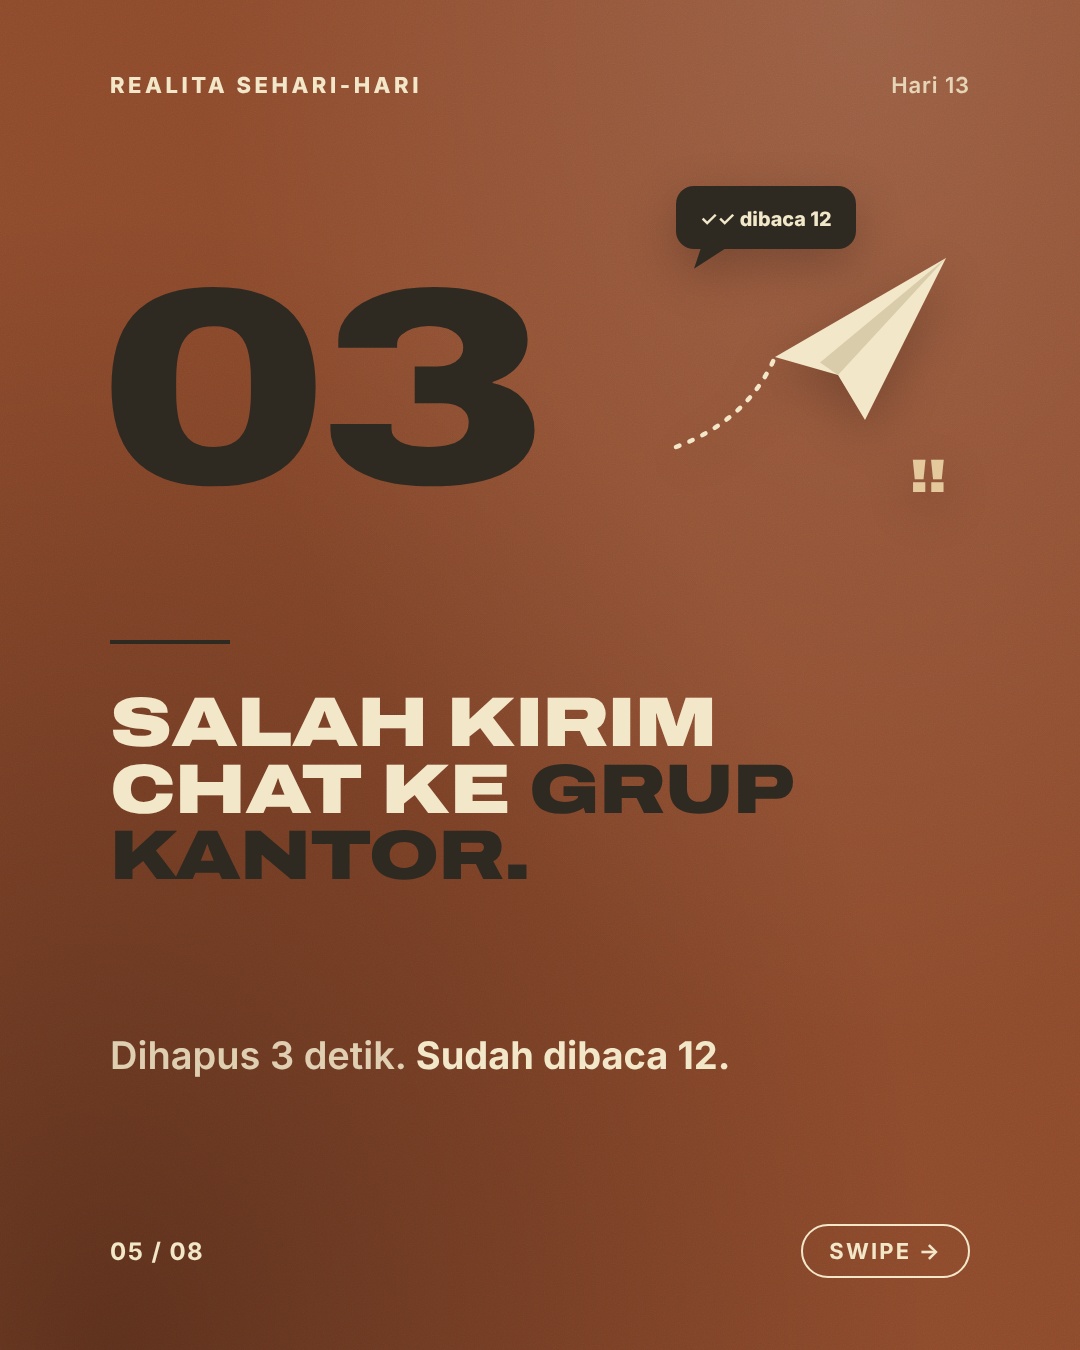 REALITA SEHARI-HARI
Hari 13
✓✓ dibaca 12
03
!!
SALAH KIRIM
CHAT KE GRUP
KANTOR.
Dihapus 3 detik. Sudah dibaca 12.
05 / 08
SWIPE →